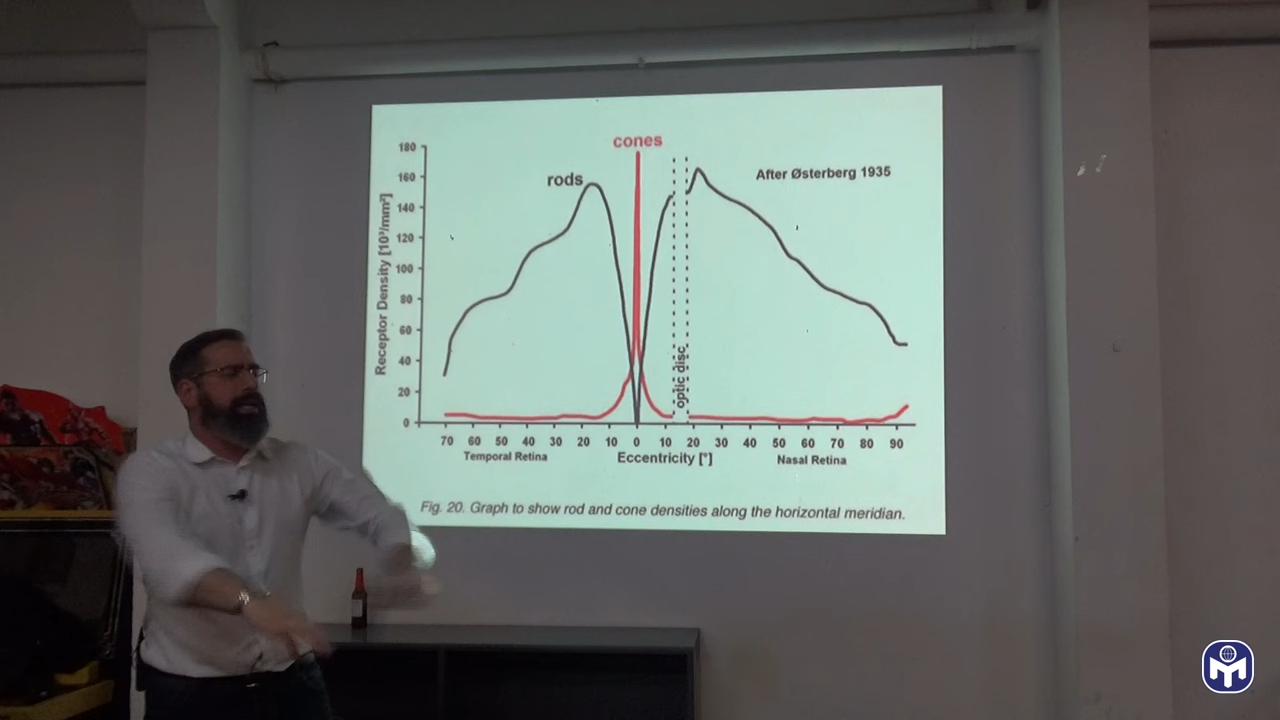 cones
180
rods
After Østerberg 1935
160
140
120
100
80
60
40
20
0
Receptor Density [10³/mm²]
optic disc
70 60 50 40 30 20 10 0 10 20 30 40 50 60 70 80 90
Temporal Retina Eccentricity [°] Nasal Retina
Fig. 20. Graph to show rod and cone densities along the horizontal meridian.